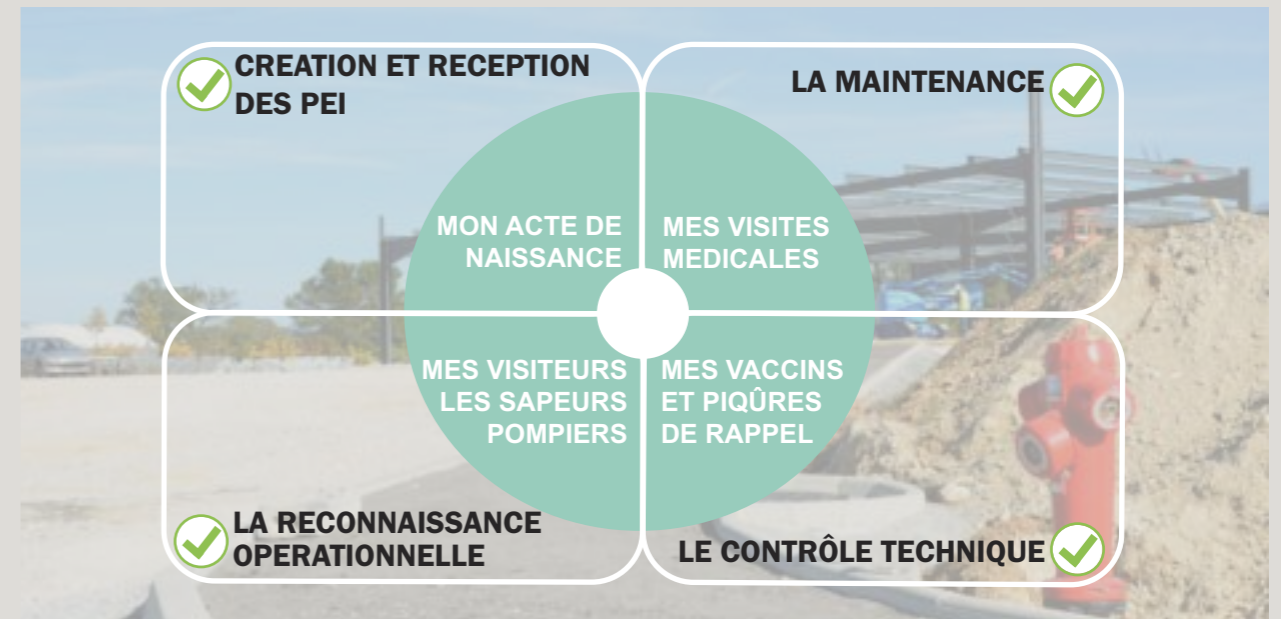 CREATION ET RECEPTION
DES PEI
LA MAINTENANCE
MON ACTE DE
NAISSANCE
MES VISITES
MEDICALES
MES VISITEURS
LES SAPEURS
POMPIERS
MES VACCINS
ET PIQÛRES
DE RAPPEL
LA RECONNAISSANCE
OPERATIONNELLE
LE CONTRÔLE TECHNIQUE